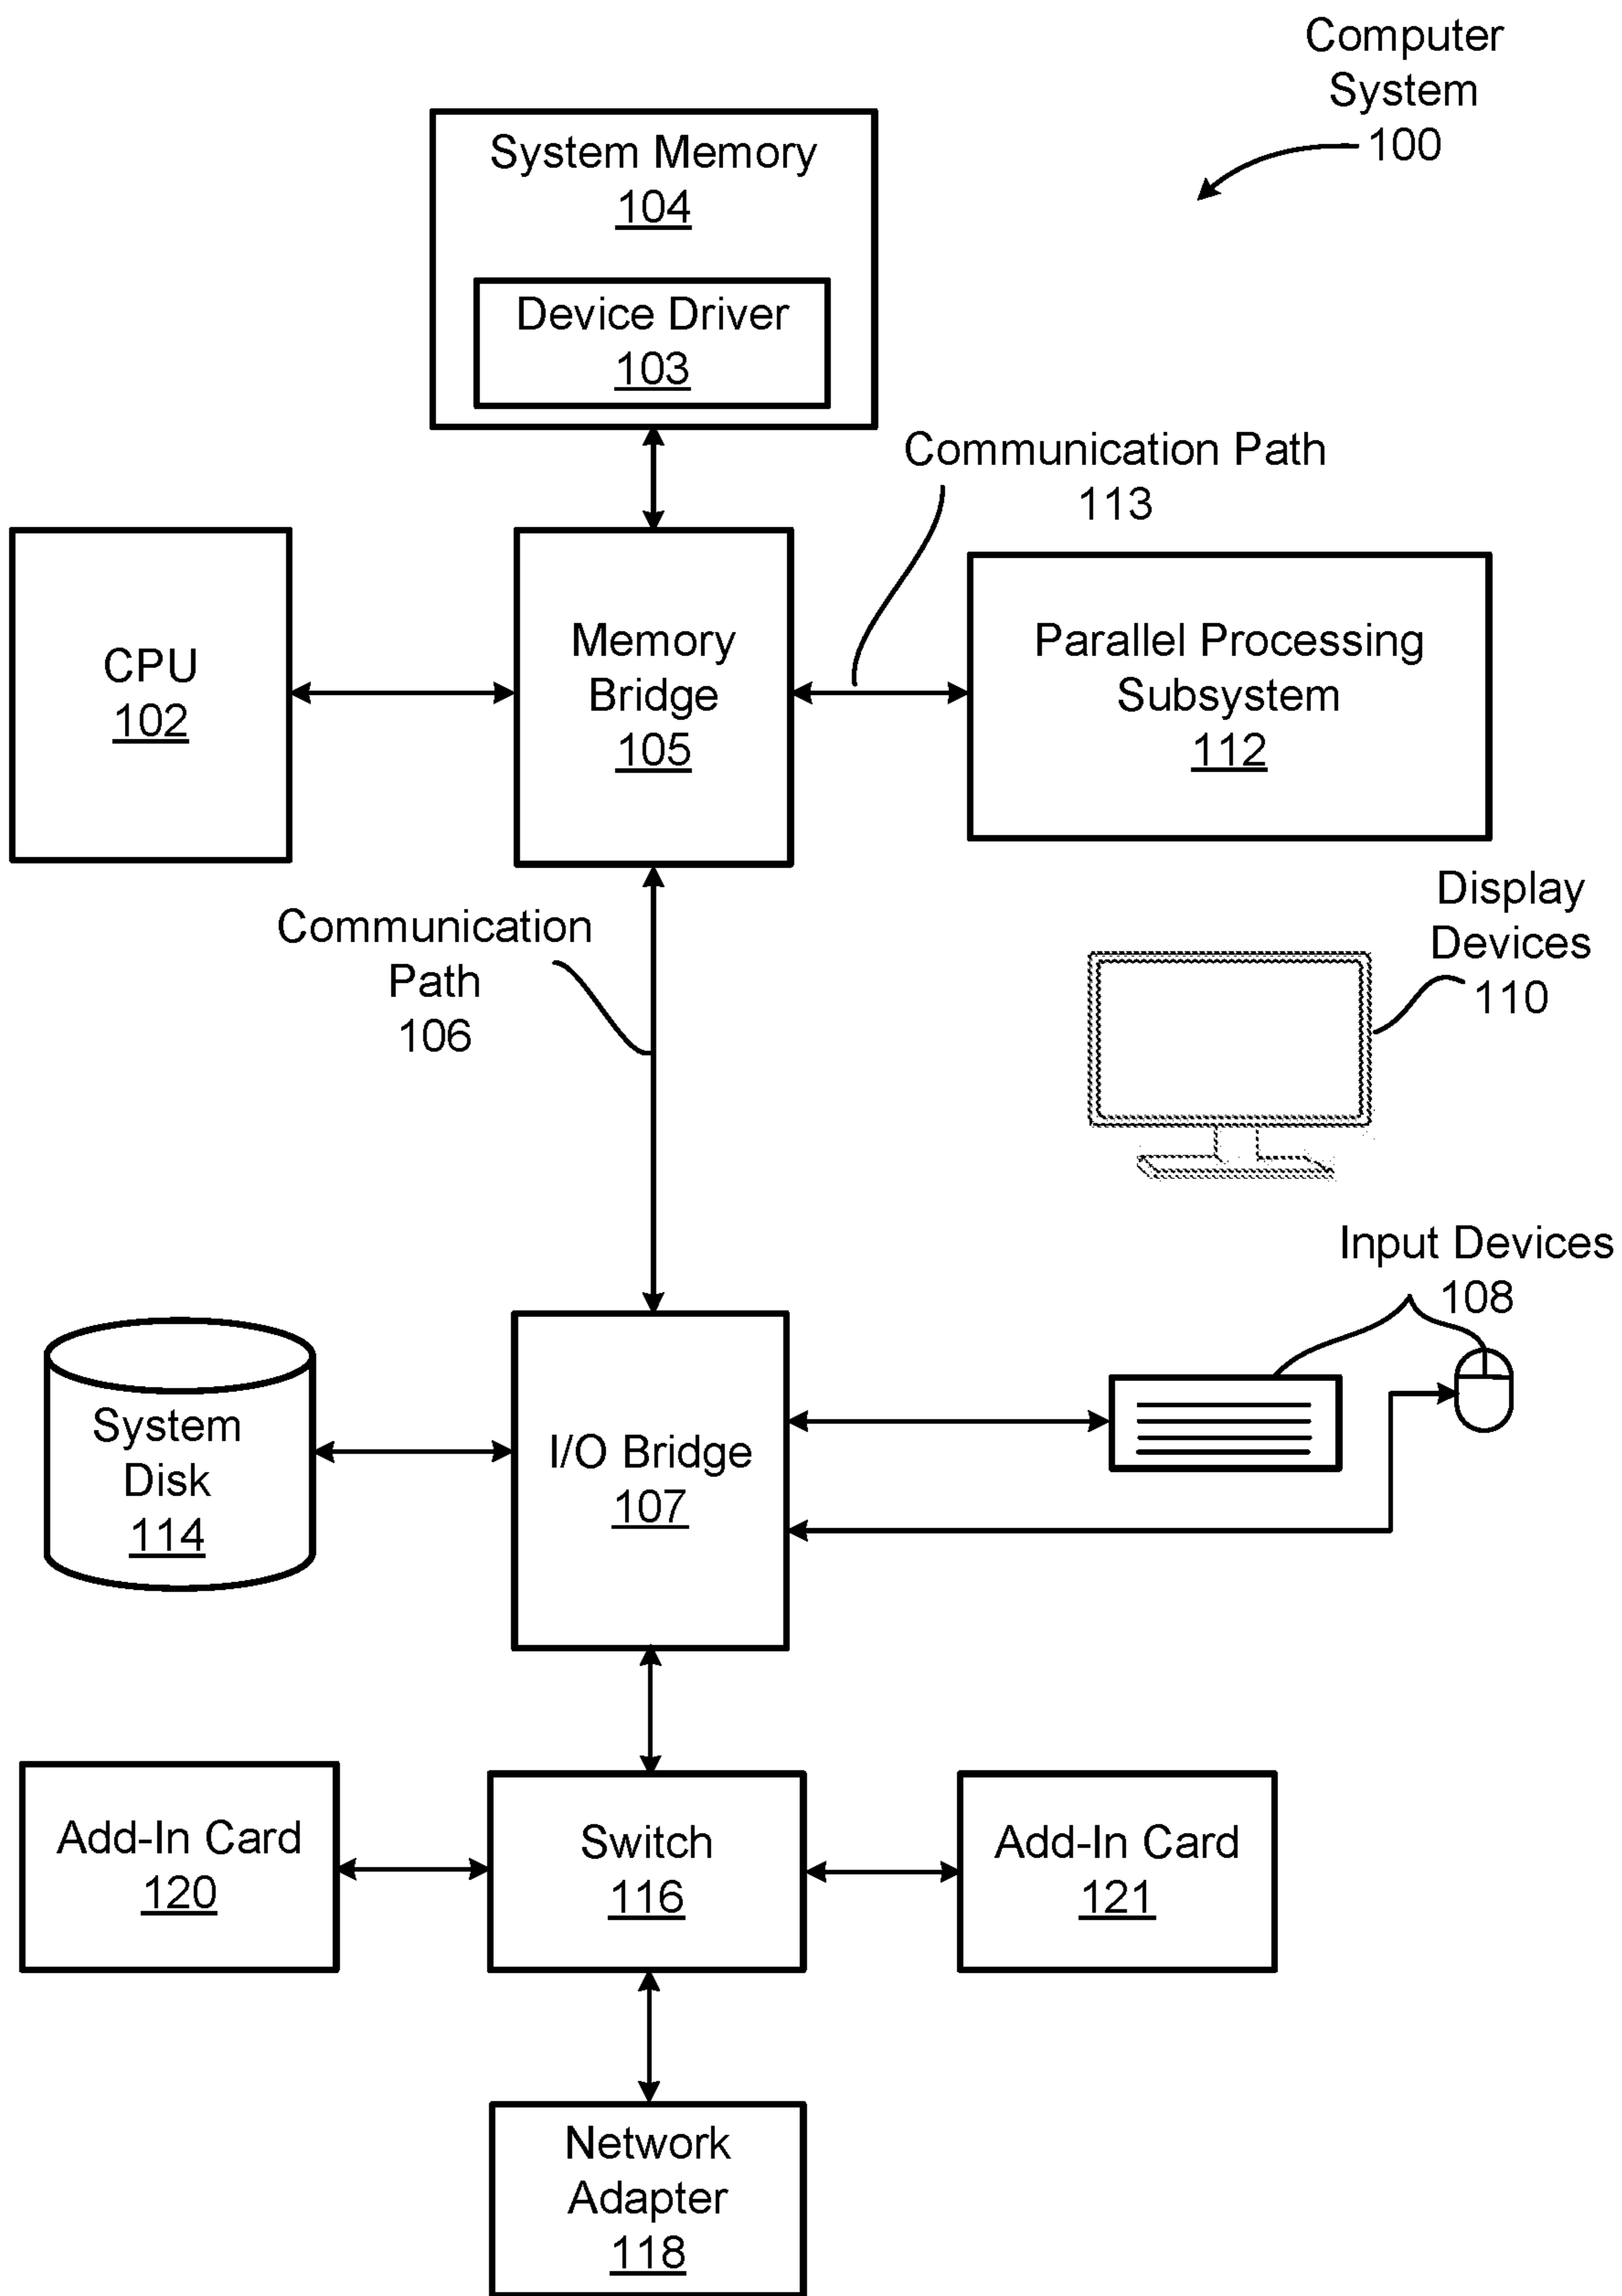 Computer
System
100
System Memory
104
Device Driver
103
Communication Path
113
CPU
102
Memory
Bridge
105
Parallel Processing
Subsystem
112
Communication
Path
106
Display
Devices
110
Input Devices
108
System
Disk
114
I/O Bridge
107
Add-In Card
120
Switch
116
Add-In Card
121
Network
Adapter
118